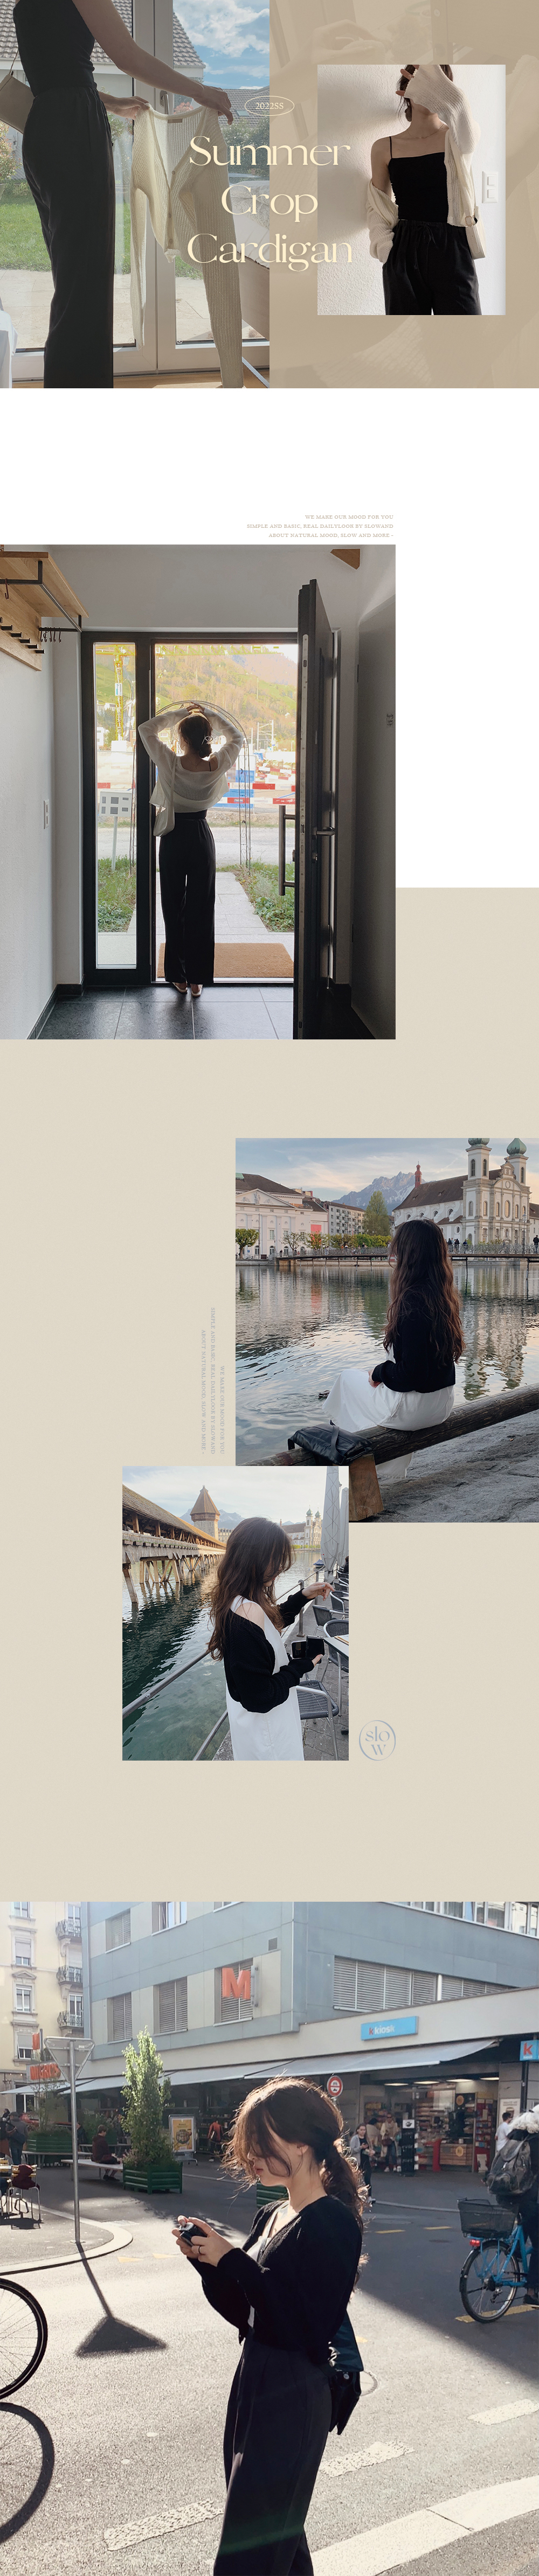 2022SS
Summer
Crop
Cardigan
WE MAKE OUR MOOD FOR YOU
SIMPLE AND BASIC, REAL DAILYLOOK BY SLOWAND
ABOUT NATURAL MOOD, SLOW AND MORE -
WE MAKE OUR MOOD FOR YOU
SIMPLE AND BASIC, REAL DAILYLOOK BY SLOWAND
ABOUT NATURAL MOOD, SLOW AND MORE -
slo
w
M
kiosk
k